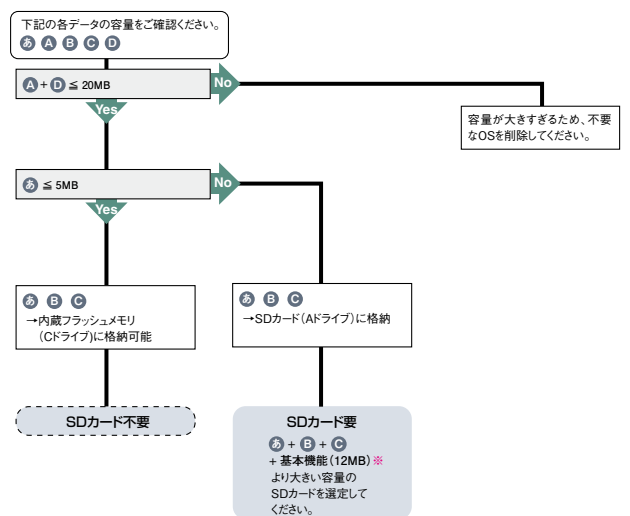 下記の各データの容量をご確認ください。
あ A B C D
A + D ≦ 20MB
No
Yes
容量が大きすぎるため、不要
なOSを削除してください。
あ ≦ 5MB
No
Yes
あ B C
→内蔵フラッシュメモリ
(Cドライブ)に格納可能
あ B C
→SDカード(Aドライブ)に格納
SDカード不要
SDカード要
あ + B + C
+ 基本機能(12MB)※
より大きい容量の
SDカードを選定して
ください。